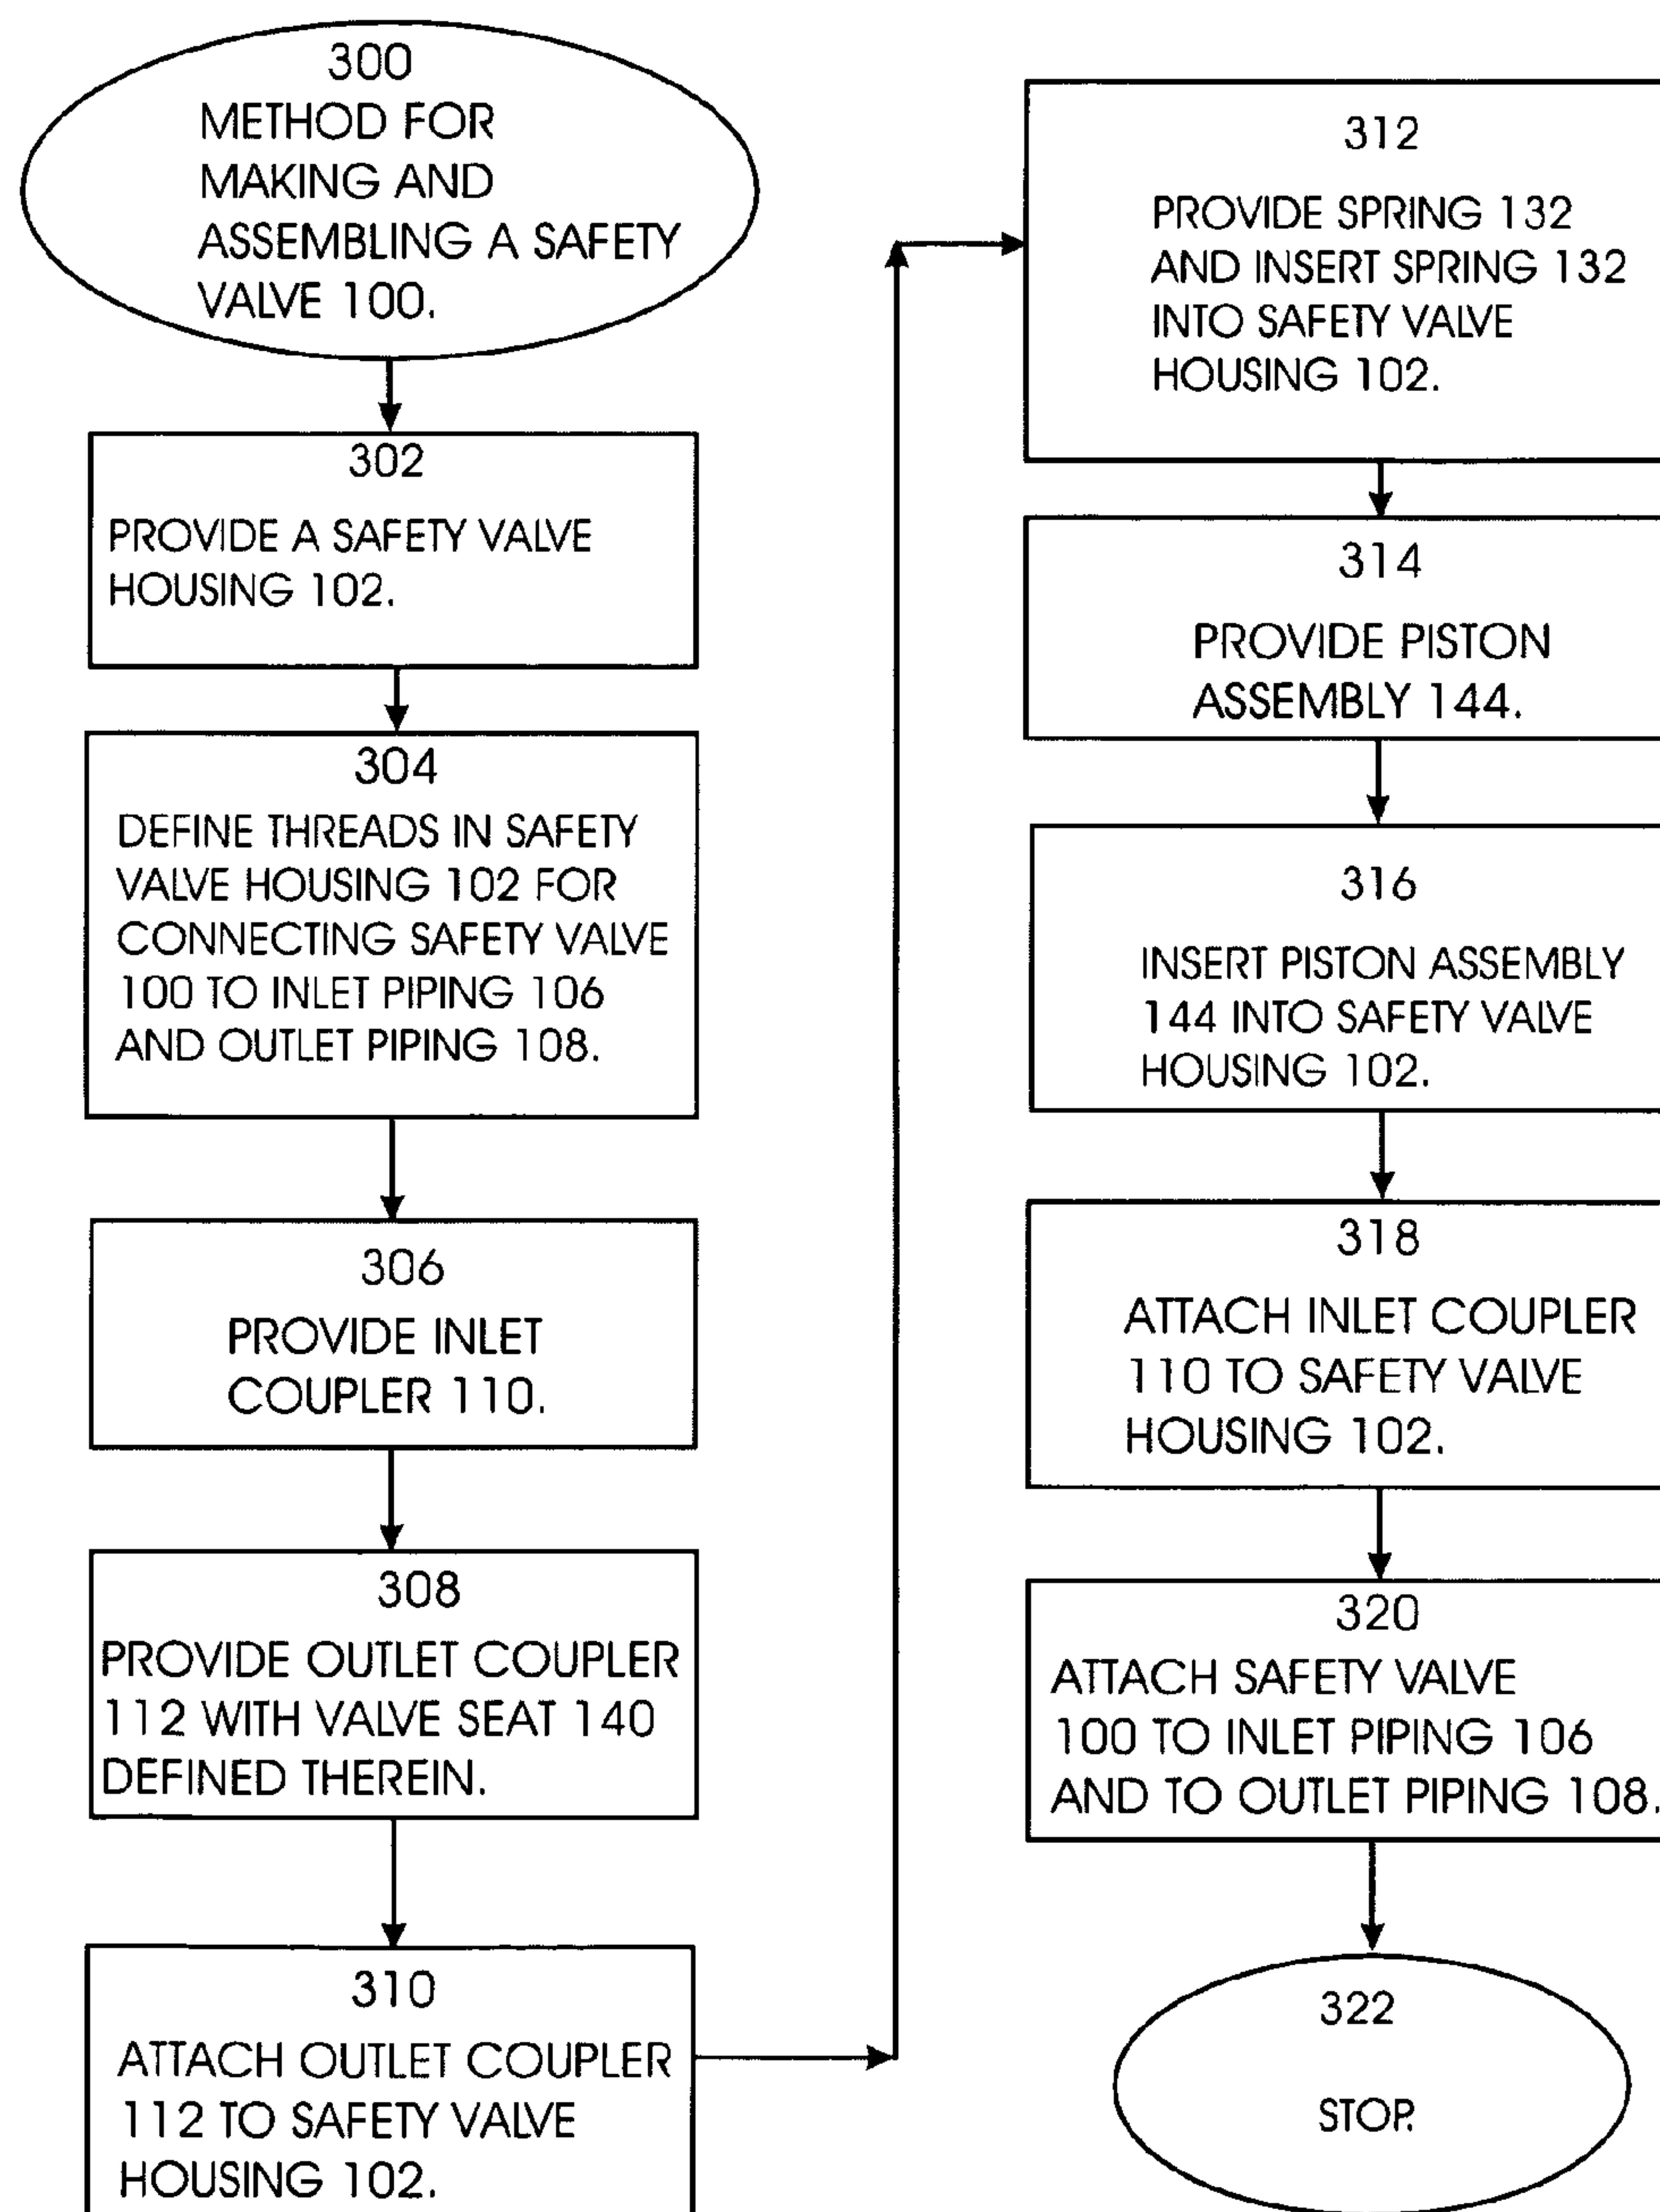 300
METHOD FOR
MAKING AND
ASSEMBLING A SAFETY
VALVE 100.
302
PROVIDE A SAFETY VALVE
HOUSING 102.
304
DEFINE THREADS IN SAFETY
VALVE HOUSING 102 FOR
CONNECTING SAFETY VALVE
100 TO INLET PIPING 106
AND OUTLET PIPING 108.
306
PROVIDE INLET
COUPLER 110.
308
PROVIDE OUTLET COUPLER
112 WITH VALVE SEAT 140
DEFINED THEREIN.
310
ATTACH OUTLET COUPLER
112 TO SAFETY VALVE
HOUSING 102.
312
PROVIDE SPRING 132
AND INSERT SPRING 132
INTO SAFETY VALVE
HOUSING 102.
314
PROVIDE PISTON
ASSEMBLY 144.
316
INSERT PISTON ASSEMBLY
144 INTO SAFETY VALVE
HOUSING 102.
318
ATTACH INLET COUPLER
110 TO SAFETY VALVE
HOUSING 102.
320
ATTACH SAFETY VALVE
100 TO INLET PIPING 106
AND TO OUTLET PIPING 108.
322
STOP.